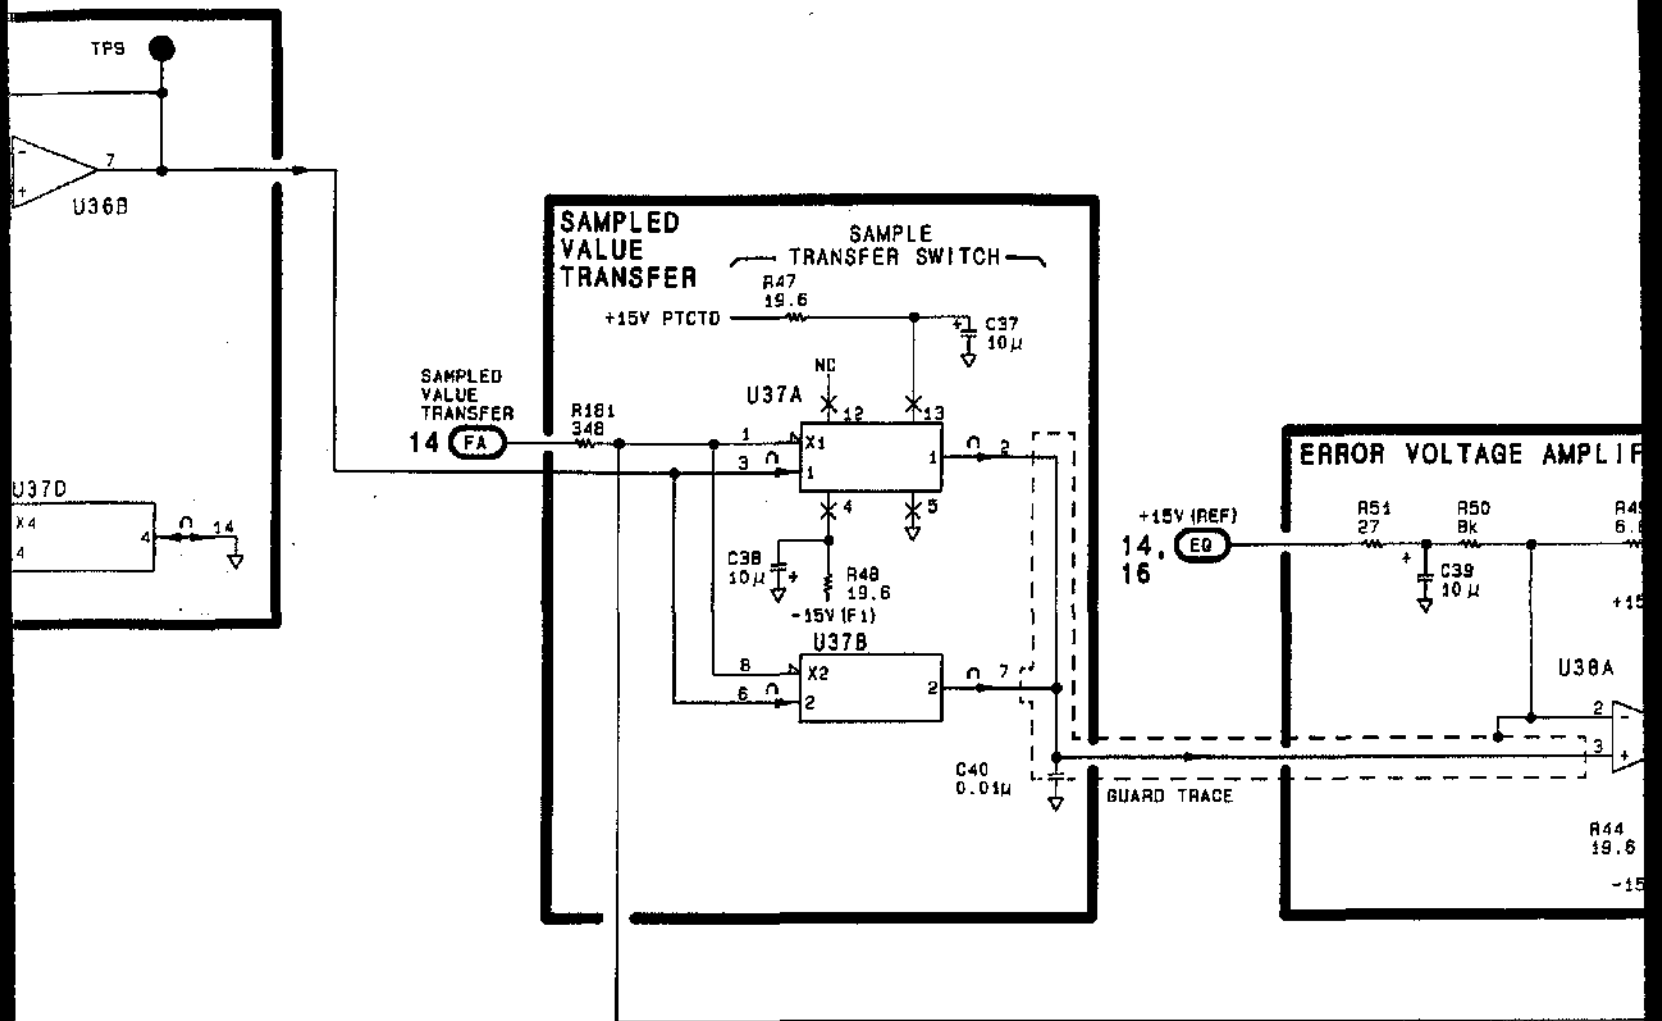 TP9
-
+
7
U36B
U37D
X4
4
4
14
SAMPLED
VALUE
TRANSFER
SAMPLE
TRANSFER SWITCH
R47
19.6
+15V PTCTD
+
C37
10µ
NC
U37A
12
13
SAMPLED
VALUE
TRANSFER
14
FA
R181
348
1
X1
3
1
1
2
4
5
C38
10µ
+
R48
19.6
-15V(F1)
U37B
8
X2
6
2
2
7
C40
0.01µ
GUARD TRACE
ERROR VOLTAGE AMPLIF
+15V(REF)
14,
16
EQ
R51
27
R50
8k
+
C39
10µ
+15
U38A
2
-
3
+
R44
19.6
-15